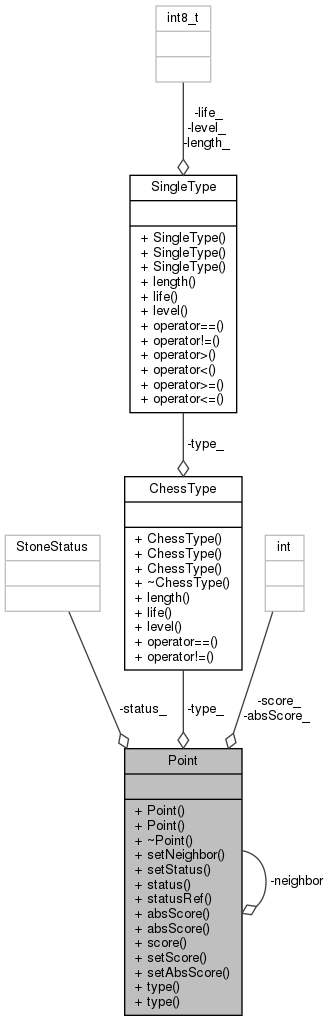 int8_t
-life_
-level_
-length_
SingleType
+ SingleType()
+ SingleType()
+ SingleType()
+ length()
+ life()
+ level()
+ operator==()
+ operator!=()
+ operator>()
+ operator<()
+ operator>=()
+ operator<=()
-type_
ChessType
+ ChessType()
+ ChessType()
+ ChessType()
+ ~ChessType()
+ length()
+ life()
+ level()
+ operator==()
+ operator!=()
StoneStatus
int
-status_
-type_
-score_
-absScore_
Point
+ Point()
+ Point()
+ ~Point()
+ setNeighbor()
+ setStatus()
+ status()
+ statusRef()
+ absScore()
+ absScore()
+ score()
+ setScore()
+ setAbsScore()
+ type()
+ type()
-neighbor